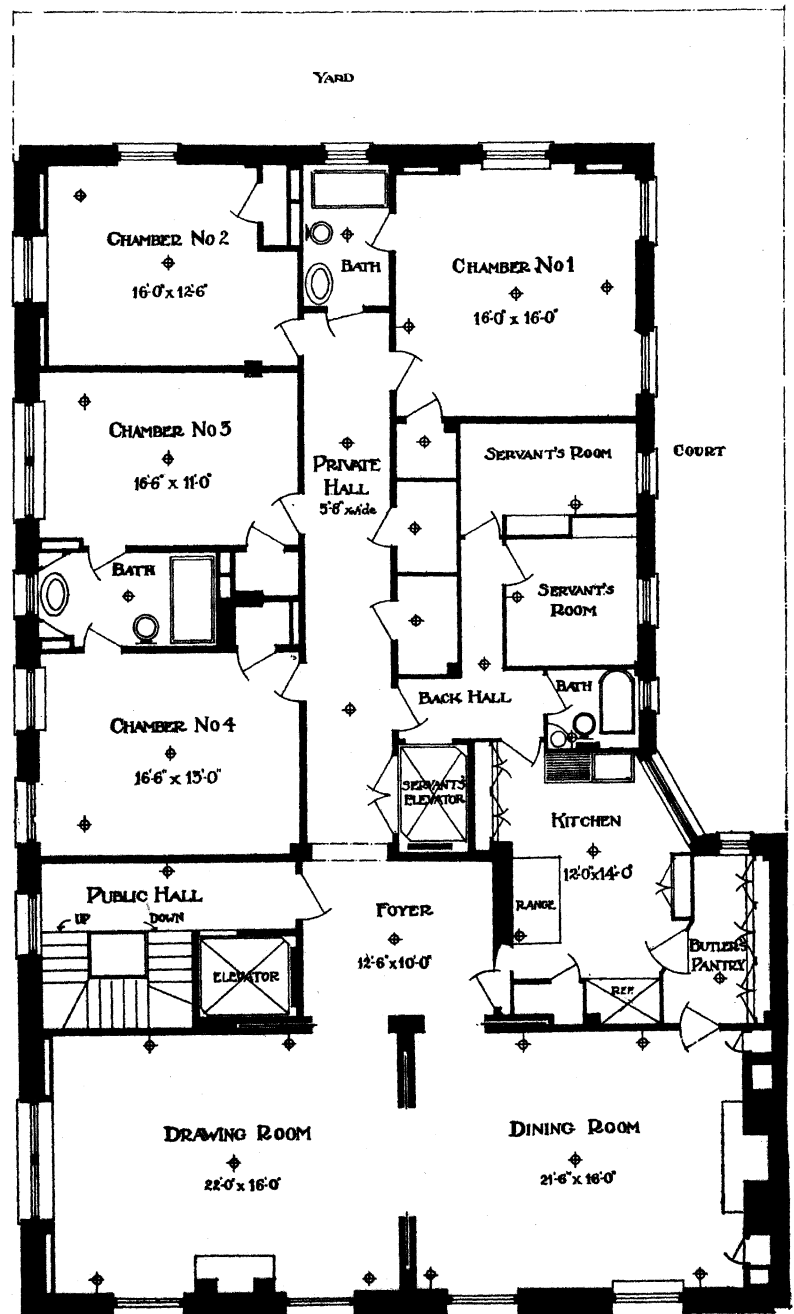 YARD
CHAMBER No 2
16'-0" x 12'-6"
BATH
CHAMBER No 1
16'-0" x 16'-0"
CHAMBER No 3
16'-6" x 11'-0"
PRIVATE
HALL
5'-6" wide
SERVANT'S ROOM
COURT
BATH
SERVANT'S
ROOM
BACK HALL
BATH
CHAMBER No 4
16'-6" x 13'-0"
SERVANT'S
ELEVATOR
KITCHEN
12'-0" x 14'-0"
PUBLIC HALL
UP
DOWN
FOYER
12'-6" x 10'-0"
RANGE
BUTLER'S
PANTRY
ELEVATOR
REF.
DRAWING ROOM
22'-0" x 16'-0"
DINING ROOM
21'-6" x 16'-0"